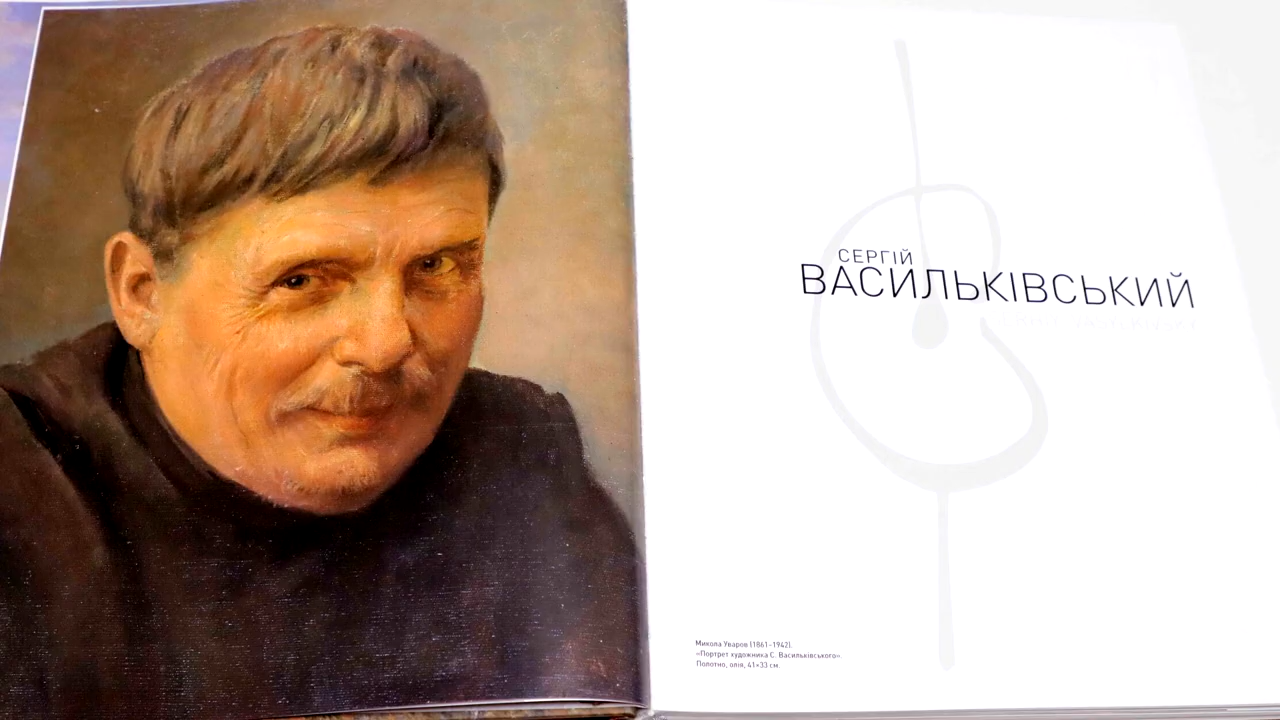 СЕРГІЙ
ВАСИЛЬКІВСЬКИЙ
Микола Уваров (1861-1942).
«Портрет художника С. Васильківського».
Полотно, олія, 41×33 см.